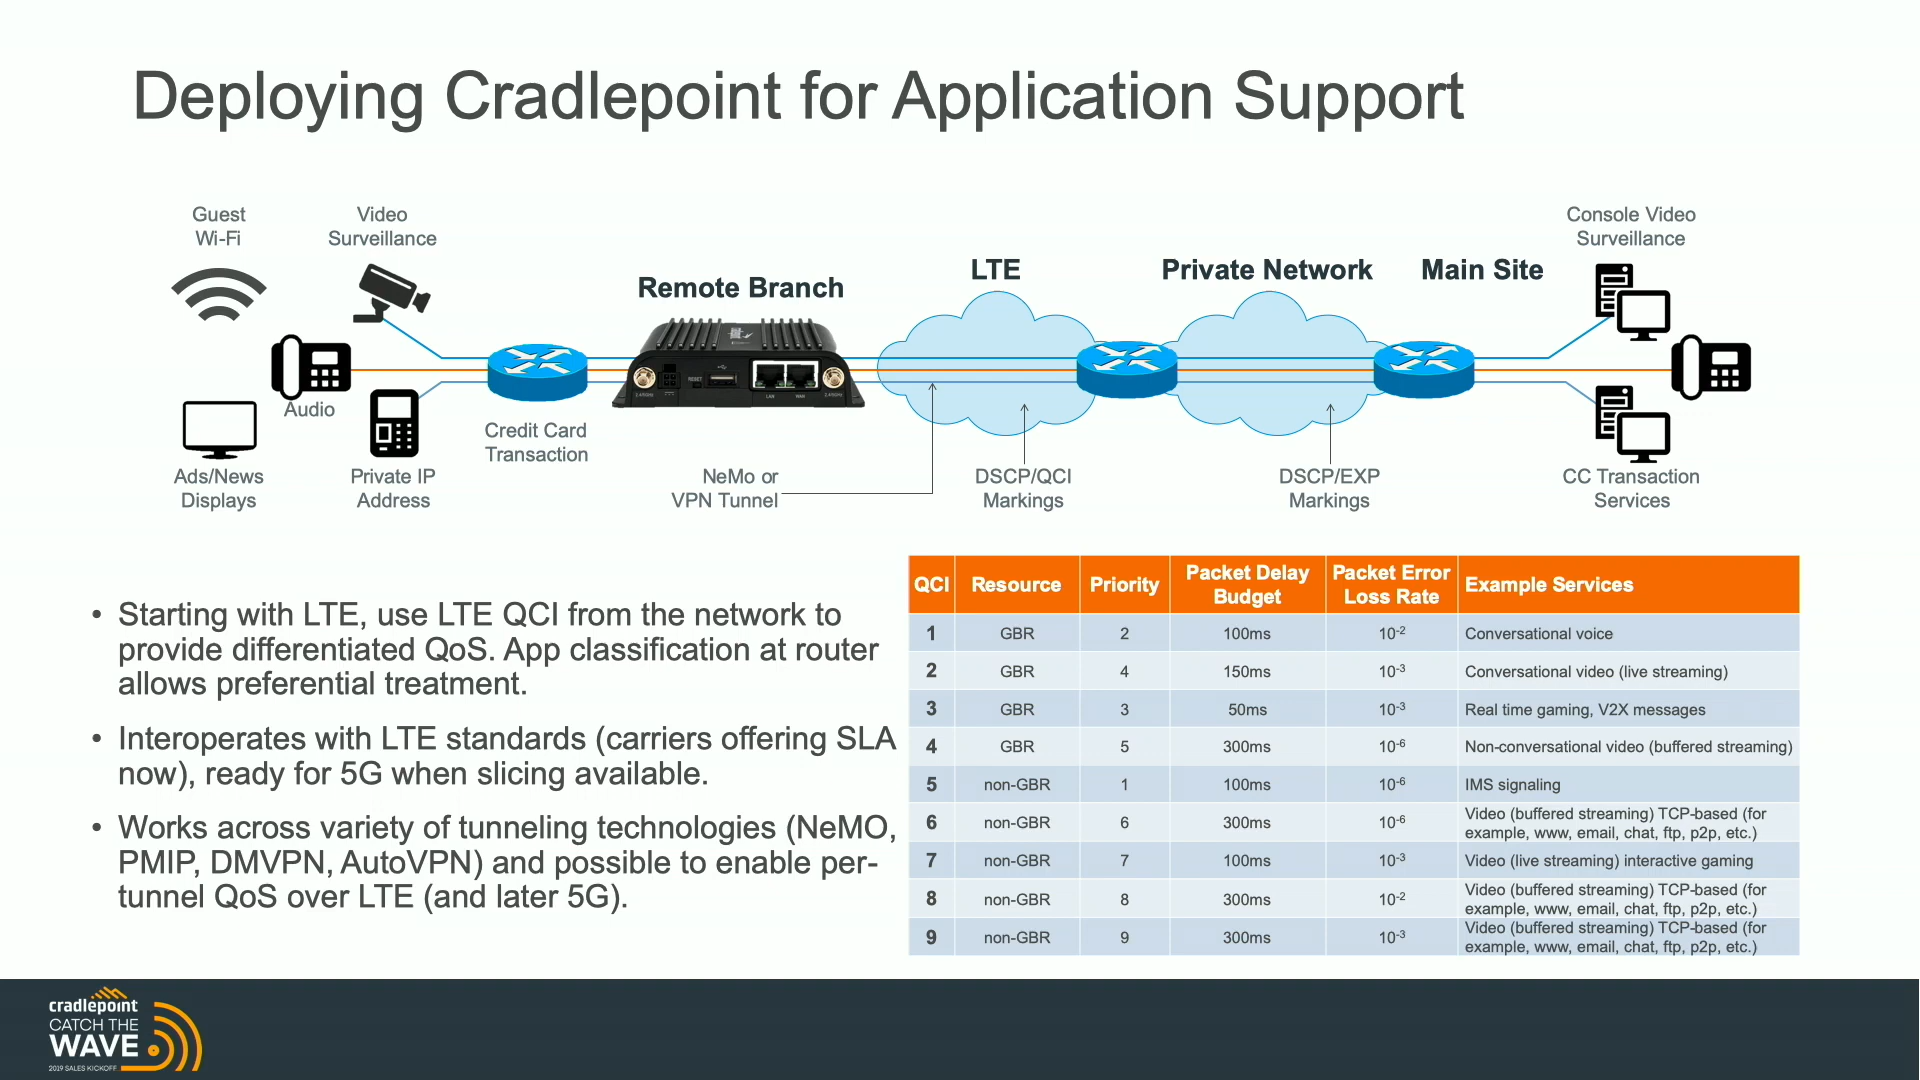 Deploying Cradlepoint for Application Support
Guest
Wi-Fi
Video
Surveillance
Console Video
Surveillance
Remote Branch
LTE
Private Network
Main Site
Audio
Ads/News
Displays
Private IP
Address
Credit Card
Transaction
RESET
LAN
WAN
NeMo or
VPN Tunnel
DSCP/QCI
Markings
DSCP/EXP
Markings
CC Transaction
Services
• Starting with LTE, use LTE QCI from the network to
provide differentiated QoS. App classification at router
allows preferential treatment.
• Interoperates with LTE standards (carriers offering SLA
now), ready for 5G when slicing available.
• Works across variety of tunneling technologies (NeMO,
PMIP, DMVPN, AutoVPN) and possible to enable per-
tunnel QoS over LTE (and later 5G).
QCI Resource Priority Packet Delay Budget Packet Error Loss Rate Example Services
1 GBR 2 100ms 10-2 Conversational voice
2 GBR 4 150ms 10-3 Conversational video (live streaming)
3 GBR 3 50ms 10-3 Real time gaming, V2X messages
4 GBR 5 300ms 10-6 Non-conversational video (buffered streaming)
5 non-GBR 1 100ms 10-6 IMS signaling
6 non-GBR 6 300ms 10-6 Video (buffered streaming) TCP-based (for
example, www, email, chat, ftp, p2p, etc.)
7 non-GBR 7 100ms 10-3 Video (live streaming) interactive gaming
8 non-GBR 8 300ms 10-2 Video (buffered streaming) TCP-based (for
example, www, email, chat, ftp, p2p, etc.)
9 non-GBR 9 300ms 10-3 Video (buffered streaming) TCP-based (for
example, www, email, chat, ftp, p2p, etc.)
cradlepoint
CATCH THE
WAVE
2019 SALES KICKOFF